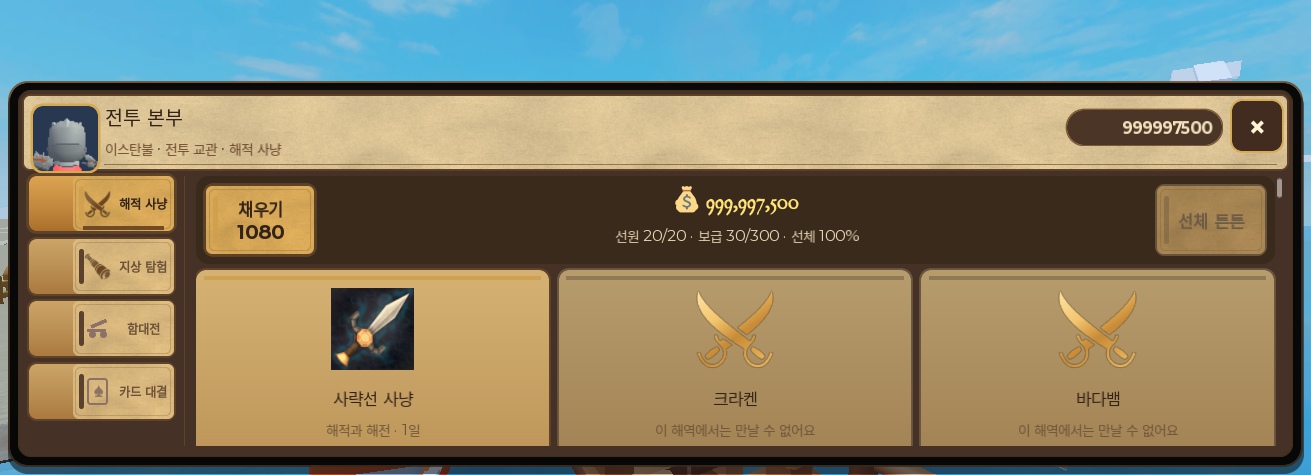 전투 본부
이스탄불 · 전투 교관 · 해적 사냥
999997500
×
해적 사냥
지상 탐험
함대전
카드 대결
채우기
1080
$ 999,997,500
선원 20/20 · 보급 30/300 · 선체 100%
선체 튼튼
사략선 사냥
해적과 해전 · 1일
크라켄
이 해역에서는 만날 수 없어요
바다뱀
이 해역에서는 만날 수 없어요